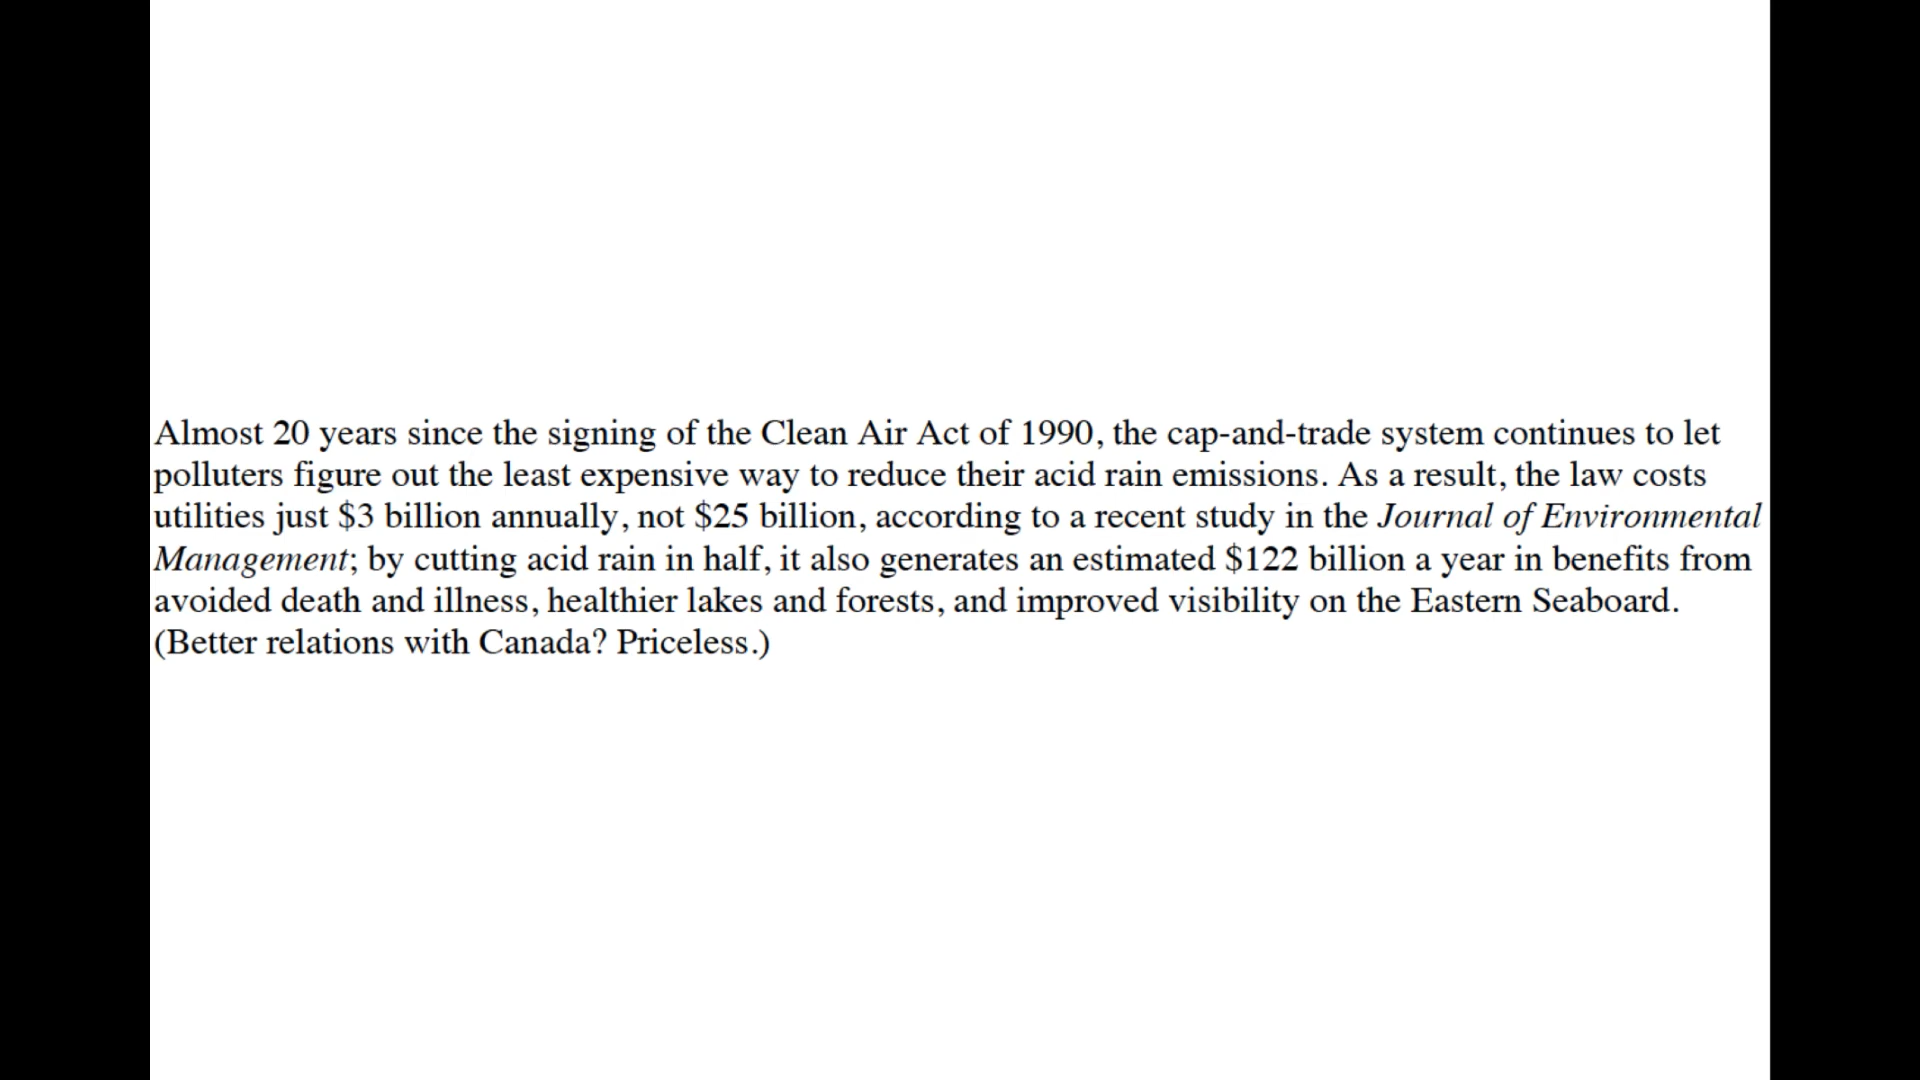 Almost 20 years since the signing of the Clean Air Act of 1990, the cap-and-trade system continues to let
polluters figure out the least expensive way to reduce their acid rain emissions. As a result, the law costs
utilities just $3 billion annually, not $25 billion, according to a recent study in the Journal of Environmental
Management; by cutting acid rain in half, it also generates an estimated $122 billion a year in benefits from
avoided death and illness, healthier lakes and forests, and improved visibility on the Eastern Seaboard.
(Better relations with Canada? Priceless.)